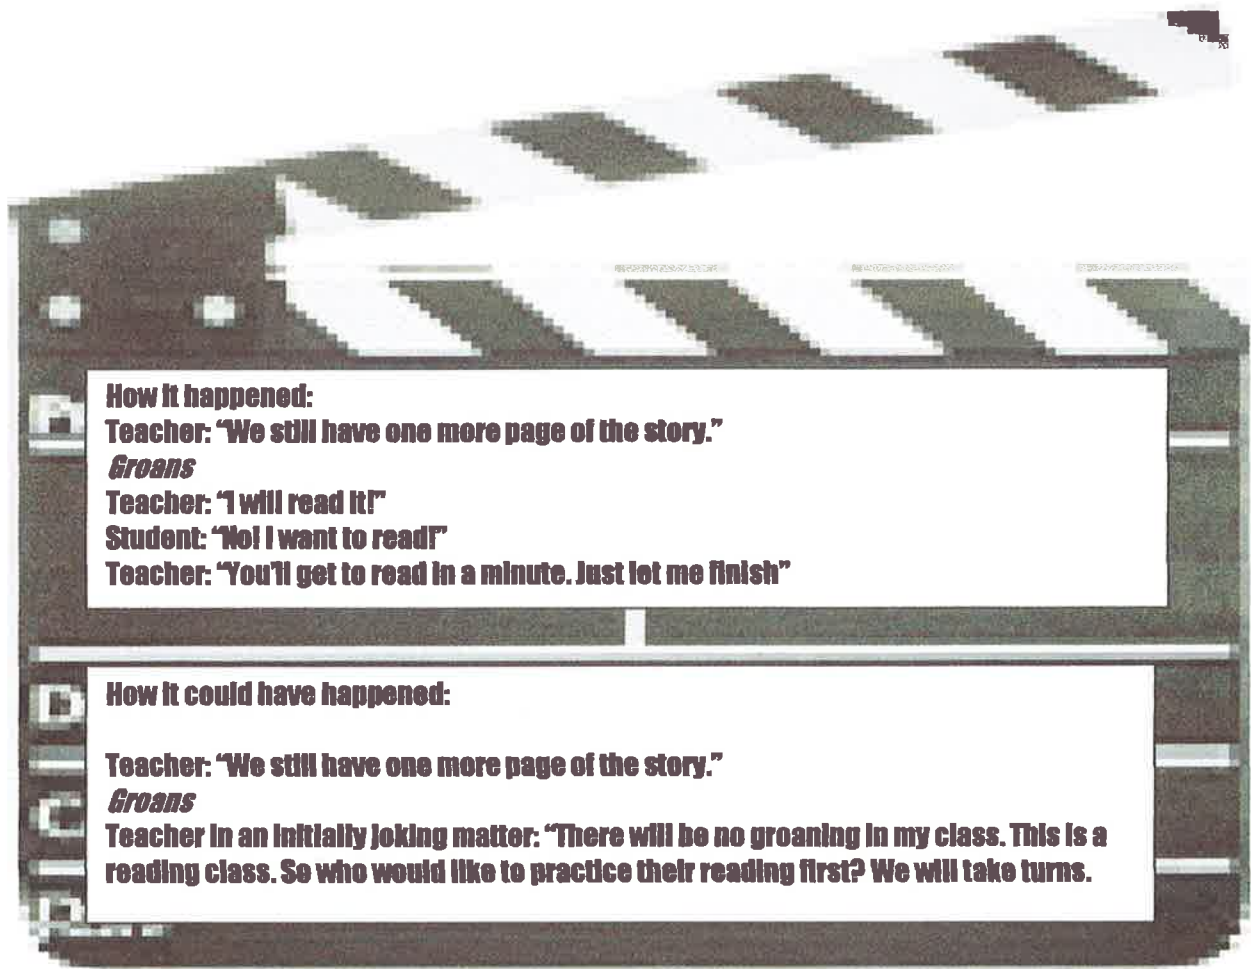 How it happened:
Teacher: “We still have one more page of the story.”
Groans
Teacher: “I will read it!”
Student: “No! I want to read!”
Teacher: “You'll get to read in a minute. Just let me finish”
How it could have happened:
Teacher: “We still have one more page of the story.”
Groans
Teacher in an initially joking matter: “There will be no groaning in my class. This is a
reading class. So who would like to practice their reading first? We will take turns.